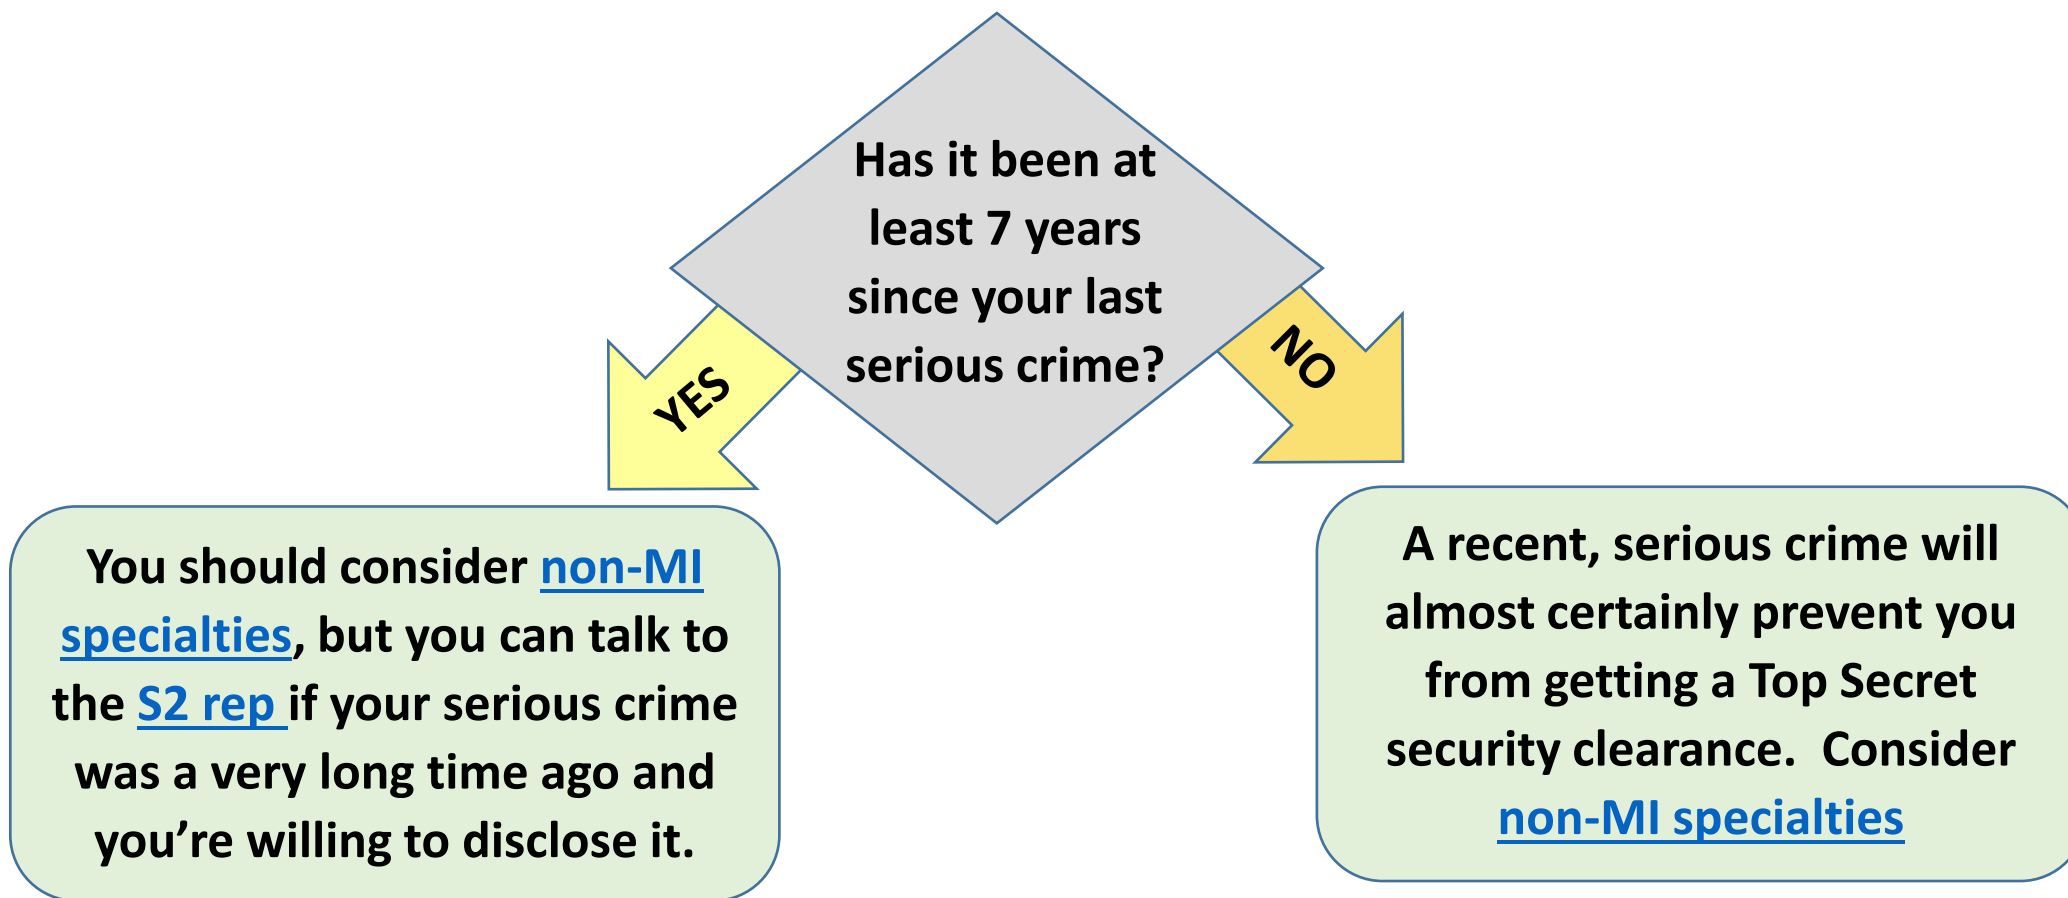 Has it been at
least 7 years
since your last
serious crime?
YES
NO
You should consider non-MI
specialties, but you can talk to
the S2 rep if your serious crime
was a very long time ago and
you’re willing to disclose it.
A recent, serious crime will
almost certainly prevent you
from getting a Top Secret
security clearance.  Consider
non-MI specialties